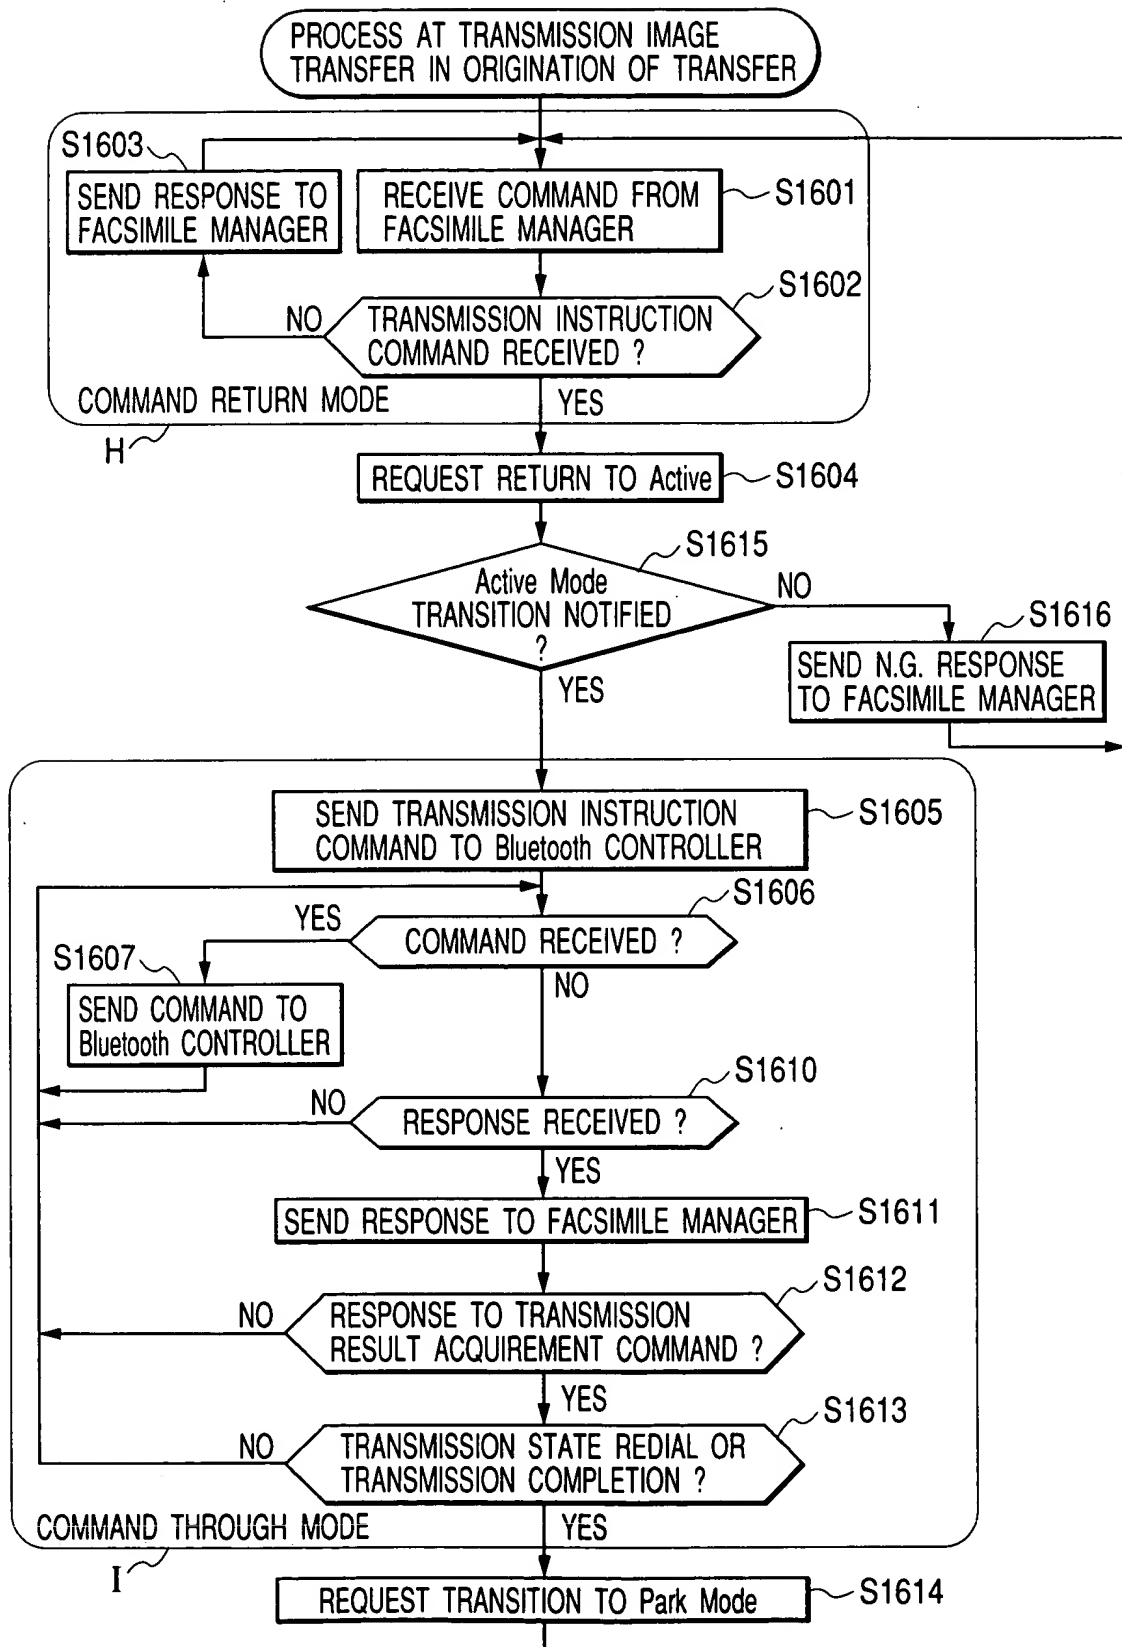 PROCESS AT TRANSMISSION IMAGE
TRANSFER IN ORIGINATION OF TRANSFER
S1603
SEND RESPONSE TO
FACSIMILE MANAGER
RECEIVE COMMAND FROM
FACSIMILE MANAGER
S1601
S1602
NO
TRANSMISSION INSTRUCTION
COMMAND RECEIVED ?
COMMAND RETURN MODE
YES
H
REQUEST RETURN TO Active
S1604
S1615
Active Mode
TRANSITION NOTIFIED
?
NO
YES
S1616
SEND N.G. RESPONSE
TO FACSIMILE MANAGER
SEND TRANSMISSION INSTRUCTION
COMMAND TO Bluetooth CONTROLLER
S1605
S1606
YES
COMMAND RECEIVED ?
NO
S1607
SEND COMMAND TO
Bluetooth CONTROLLER
S1610
NO
RESPONSE RECEIVED ?
YES
SEND RESPONSE TO FACSIMILE MANAGER
S1611
S1612
NO
RESPONSE TO TRANSMISSION
RESULT ACQUIREMENT COMMAND ?
YES
S1613
NO
TRANSMISSION STATE REDIAL OR
TRANSMISSION COMPLETION ?
COMMAND THROUGH MODE
YES
I
REQUEST TRANSITION TO Park Mode
S1614